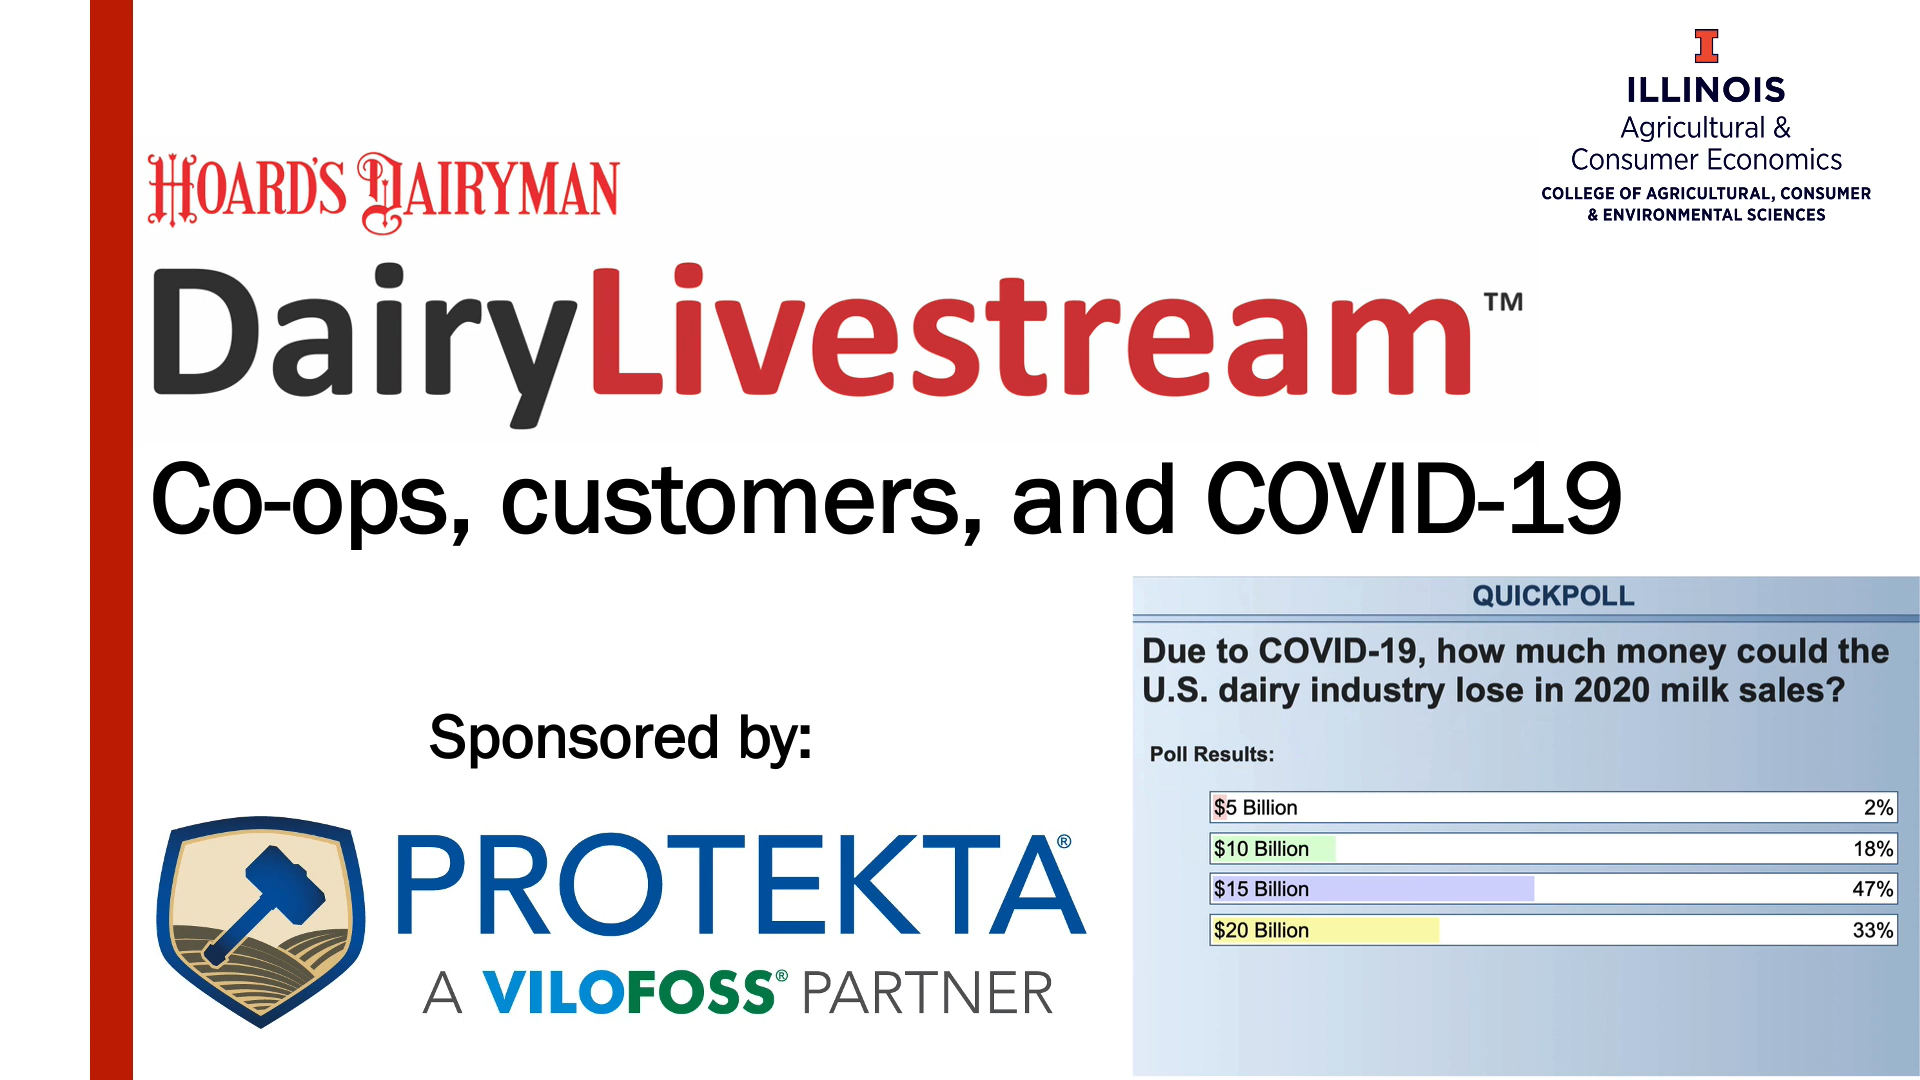 I
ILLINOIS
Agricultural &
Consumer Economics
COLLEGE OF AGRICULTURAL, CONSUMER
& ENVIRONMENTAL SCIENCES
HOARD'S DAIRYMAN
DairyLivestream™
Co-ops, customers, and COVID-19
Sponsored by:
PROTEKTA®
A VILOFOSS® PARTNER
QUICKPOLL
Due to COVID-19, how much money could the
U.S. dairy industry lose in 2020 milk sales?
Poll Results:
$5 Billion 2%
$10 Billion 18%
$15 Billion 47%
$20 Billion 33%